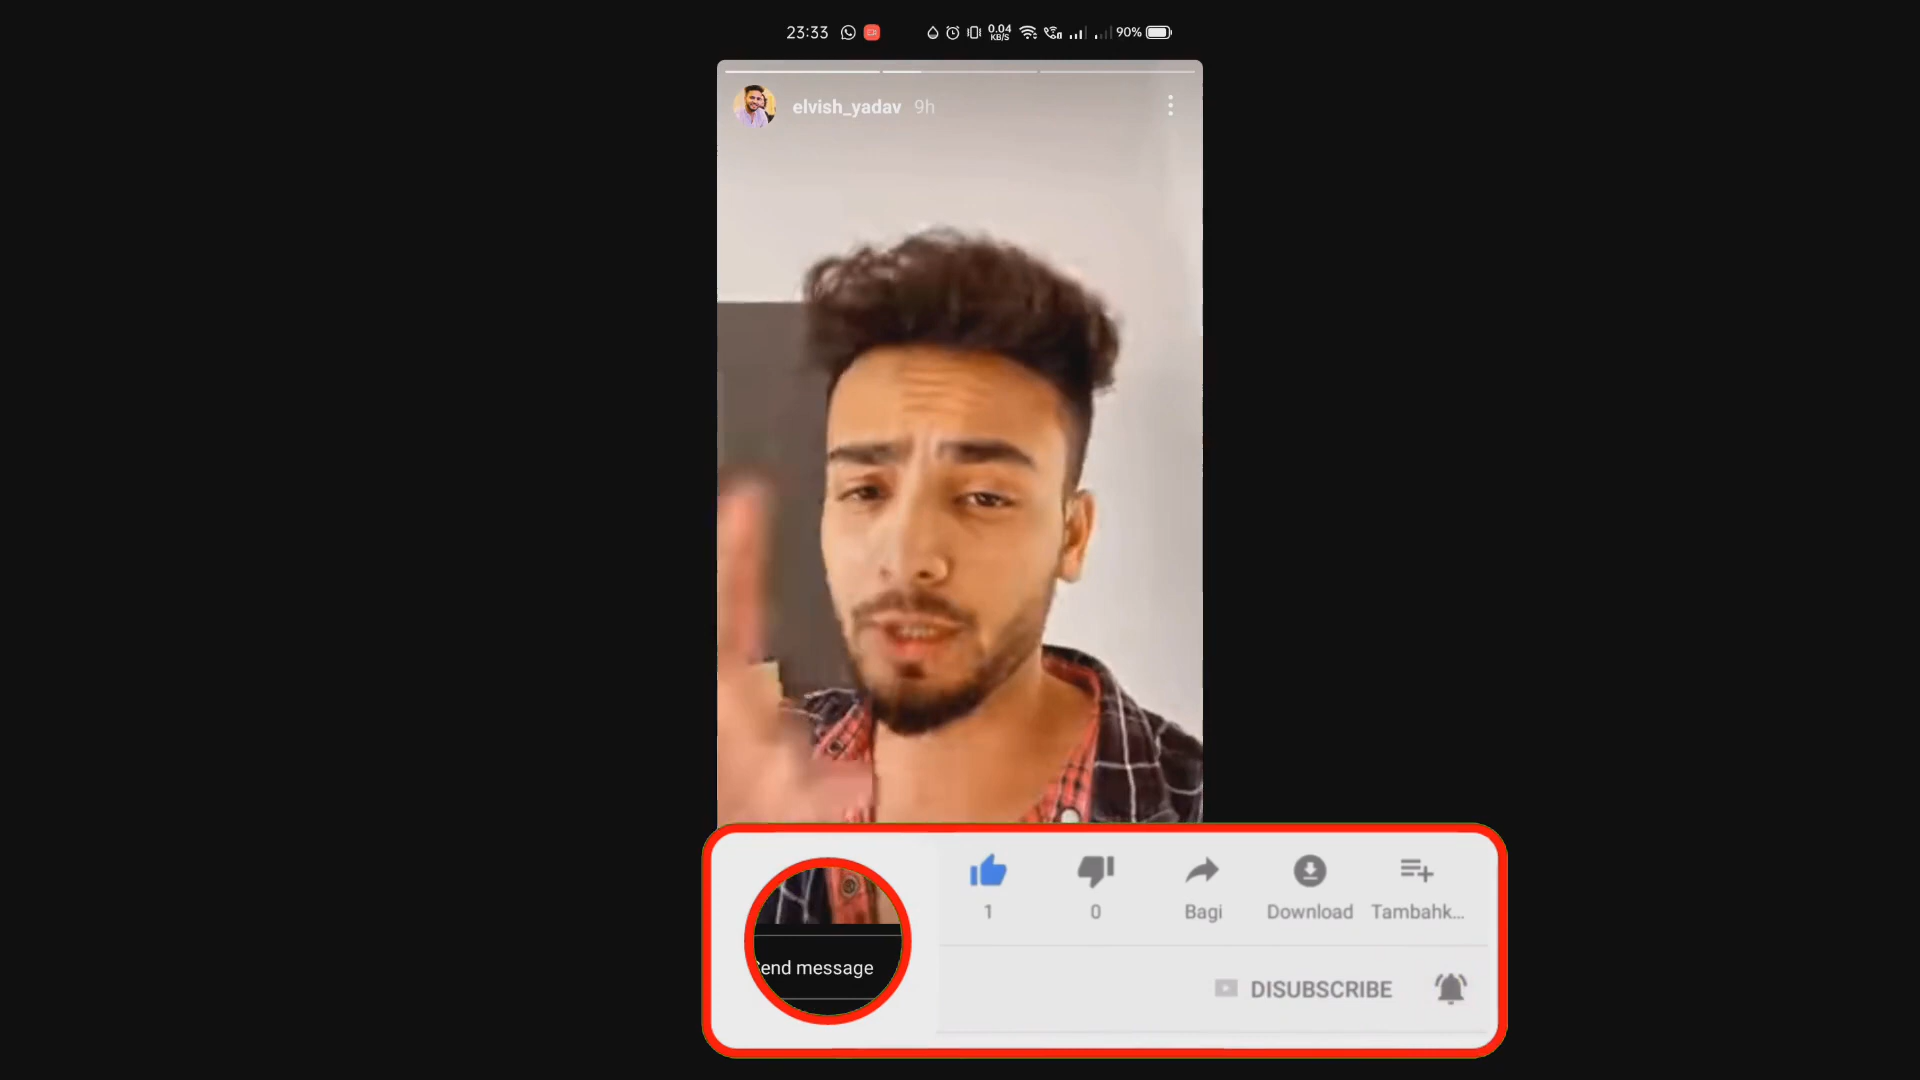 23:33 0.04 KB/S 90%
elvish_yadav 9h
1 0 Bagi Download Tambahk...
end message
DISUBSCRIBE